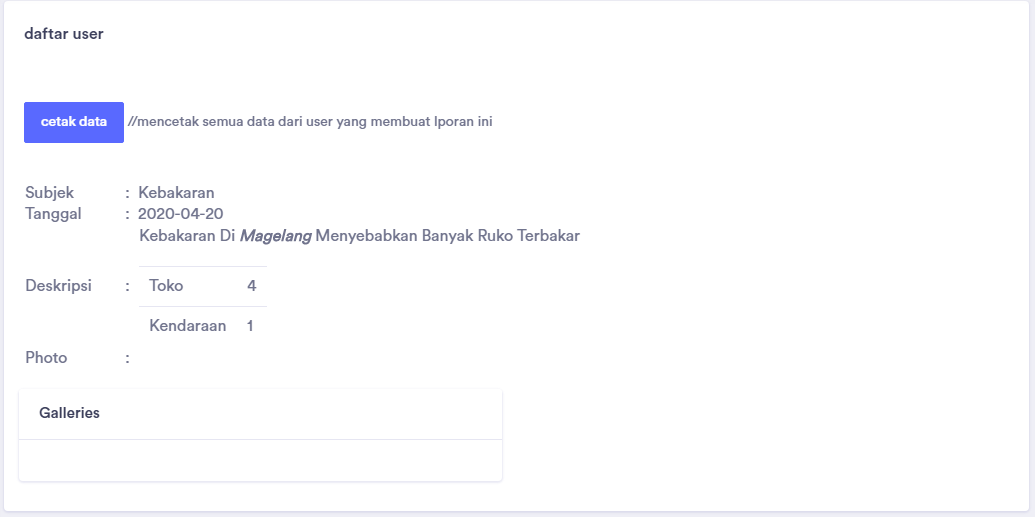 daftar user
cetak data //mencetak semua data dari user yang membuat lporan ini
Subjek : Kebakaran
Tanggal : 2020-04-20
Kebakaran Di Magelang Menyebabkan Banyak Ruko Terbakar
Deskripsi : Toko 4
Kendaraan 1
Photo :
Galleries